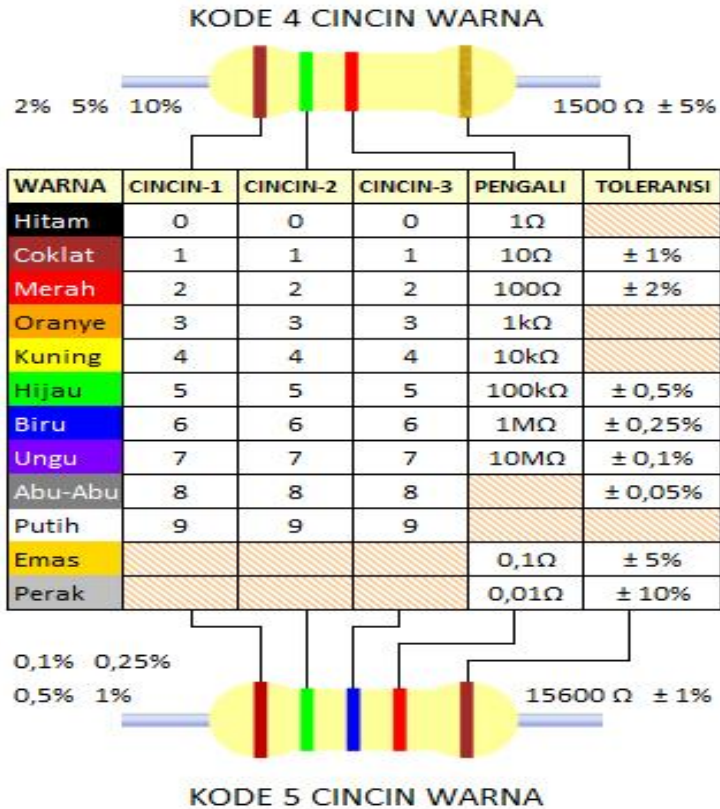 KODE 4 CINCIN WARNA
2% 5% 10%
1500 Ω ± 5%
WARNA CINCIN-1 CINCIN-2 CINCIN-3 PENGALI TOLERANSI
Hitam 0 0 0 1Ω
Coklat 1 1 1 10Ω ± 1%
Merah 2 2 2 100Ω ± 2%
Oranye 3 3 3 1kΩ
Kuning 4 4 4 10kΩ
Hijau 5 5 5 100kΩ ± 0,5%
Biru 6 6 6 1MΩ ± 0,25%
Ungu 7 7 7 10MΩ ± 0,1%
Abu-Abu 8 8 8 ± 0,05%
Putih 9 9 9
Emas 0,1Ω ± 5%
Perak 0,01Ω ± 10%
0,1% 0,25%
0,5% 1%
15600 Ω ± 1%
KODE 5 CINCIN WARNA